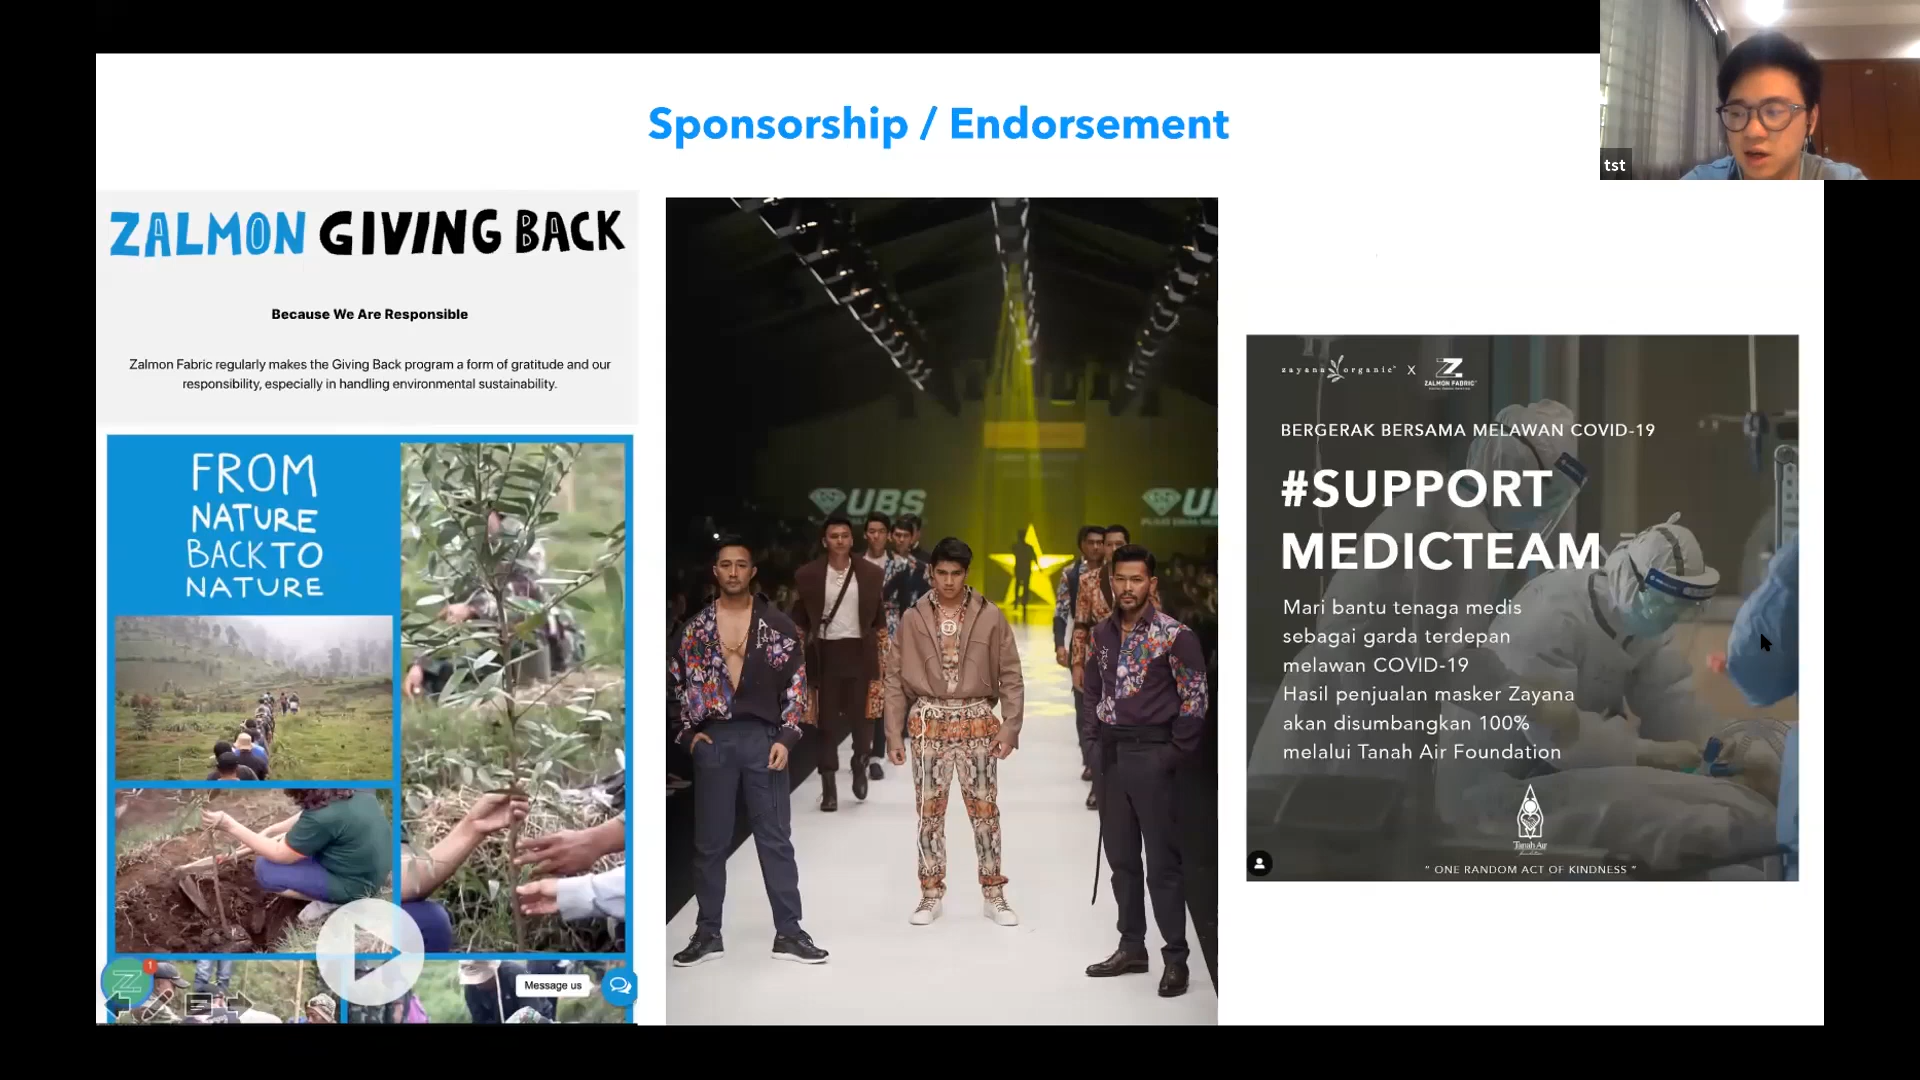 Sponsorship / Endorsement
tst
ZALMON GIVING BACK
Because We Are Responsible
Zalmon Fabric regularly makes the Giving Back program a form of gratitude and our
responsibility, especially in handling environmental sustainability.
FROM
NATURE
BACK TO
NATURE
1
Message us
UBS
zayana organic X
ZALMON FABRIC
BERGERAK BERSAMA MELAWAN COVID-19
#SUPPORT
MEDICTEAM
Mari bantu tenaga medis
sebagai garda terdepan
melawan COVID-19
Hasil penjualan masker Zayana
akan disumbangkan 100%
melalui Tanah Air Foundation
Tanah Air
" ONE RANDOM ACT OF KINDNESS "